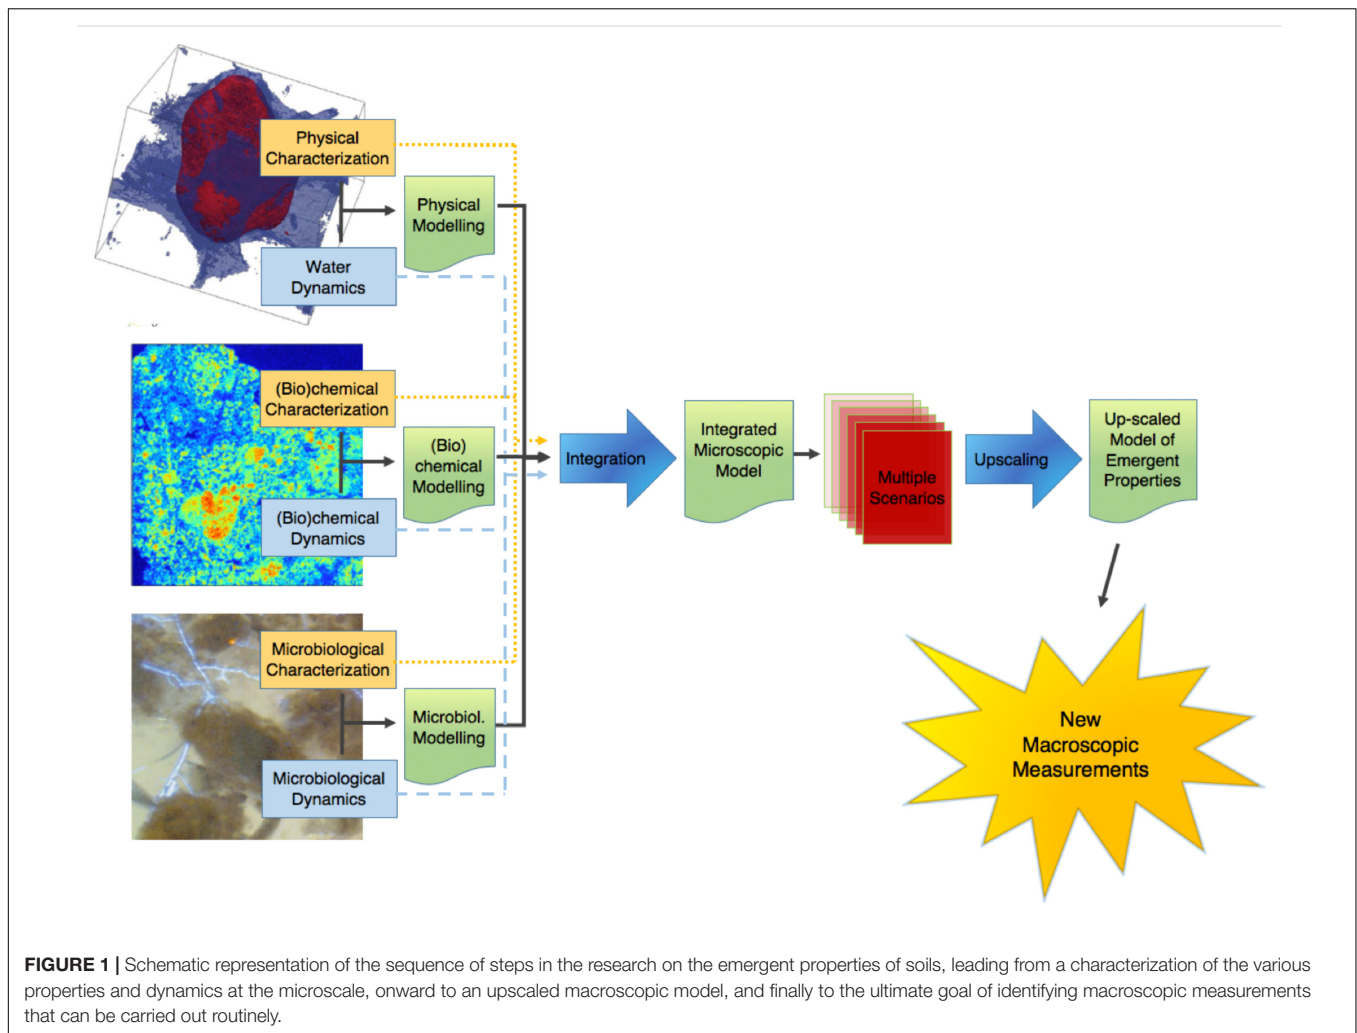 Physical
Characterization
Physical
Modelling
Water
Dynamics
(Bio)chemical
Characterization
(Bio)
chemical
Modelling
(Bio)chemical
Dynamics
Microbiological
Characterization
Microbiol.
Modelling
Microbiological
Dynamics
Integration
Integrated
Microscopic
Model
Multiple
Scenarios
Upscaling
Up-scaled
Model of
Emergent
Properties
New
Macroscopic
Measurements
FIGURE 1 | Schematic representation of the sequence of steps in the research on the emergent properties of soils, leading from a characterization of the various
properties and dynamics at the microscale, onward to an upscaled macroscopic model, and finally to the ultimate goal of identifying macroscopic measurements
that can be carried out routinely.